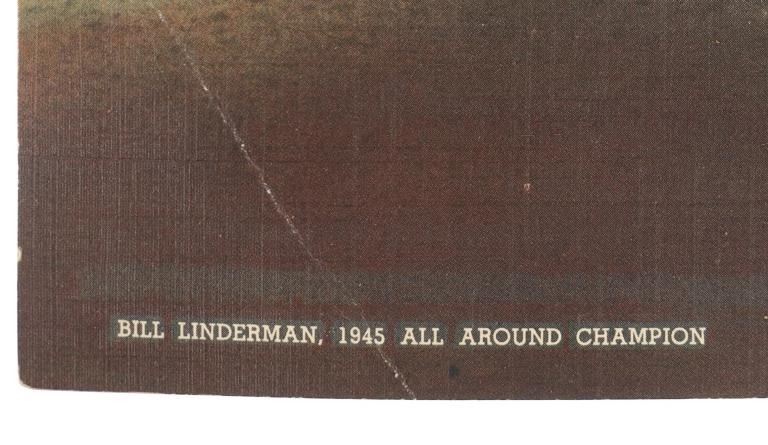 BILL LINDERMAN, 1945 ALL AROUND CHAMPION